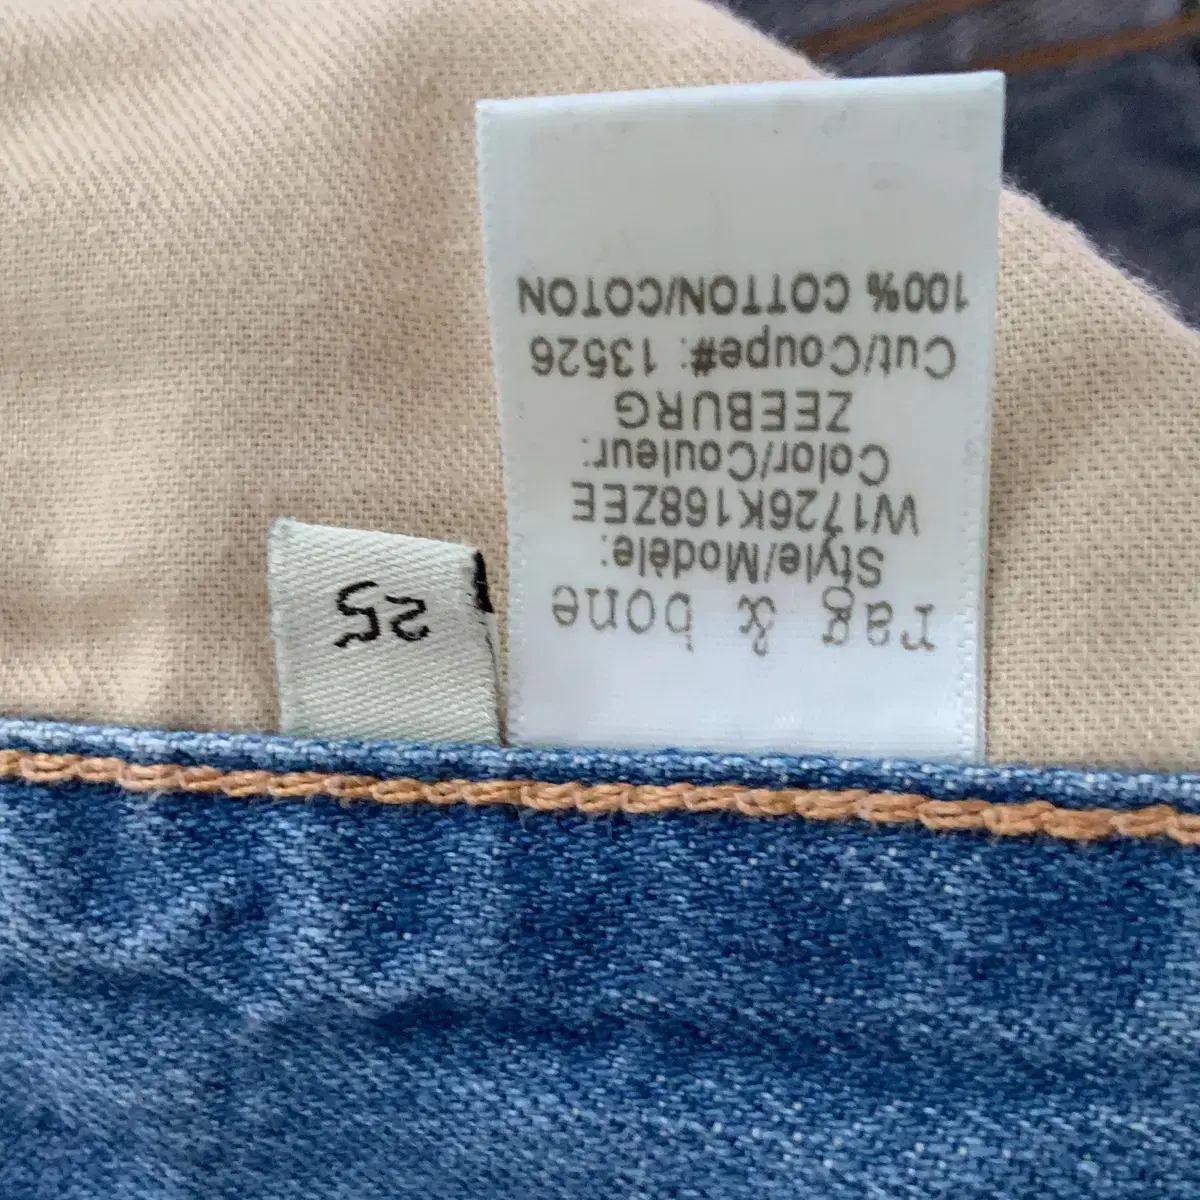 rag & bone
Style/Modèle:
W1726K168ZEE
Color/Couleur:
ZEEBURG
Cut/Coupe#: 13526
100% COTTON/COTON
25